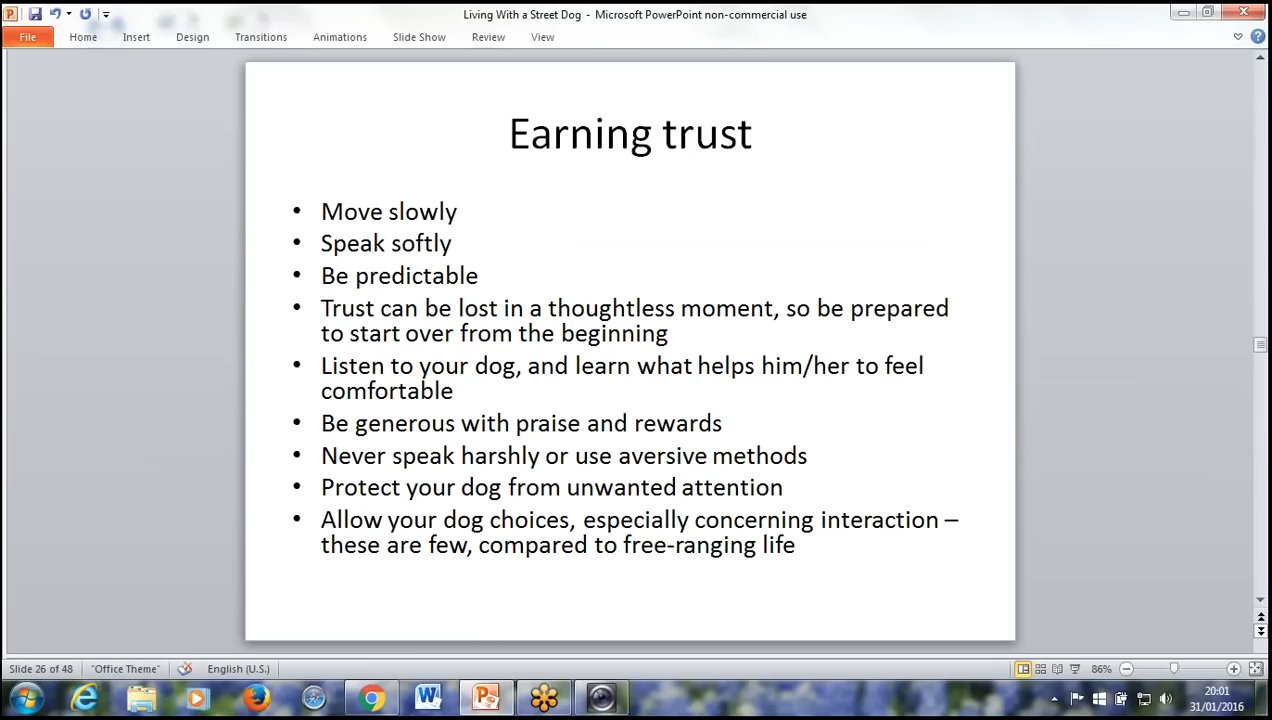 Living With a Street Dog - Microsoft PowerPoint non-commercial use
File Home Insert Design Transitions Animations Slide Show Review View
Earning trust
• Move slowly
• Speak softly
• Be predictable
• Trust can be lost in a thoughtless moment, so be prepared
to start over from the beginning
• Listen to your dog, and learn what helps him/her to feel
comfortable
• Be generous with praise and rewards
• Never speak harshly or use aversive methods
• Protect your dog from unwanted attention
• Allow your dog choices, especially concerning interaction –
these are few, compared to free-ranging life
Slide 26 of 48 "Office Theme" English (U.S.) 86%
20:01
31/01/2016